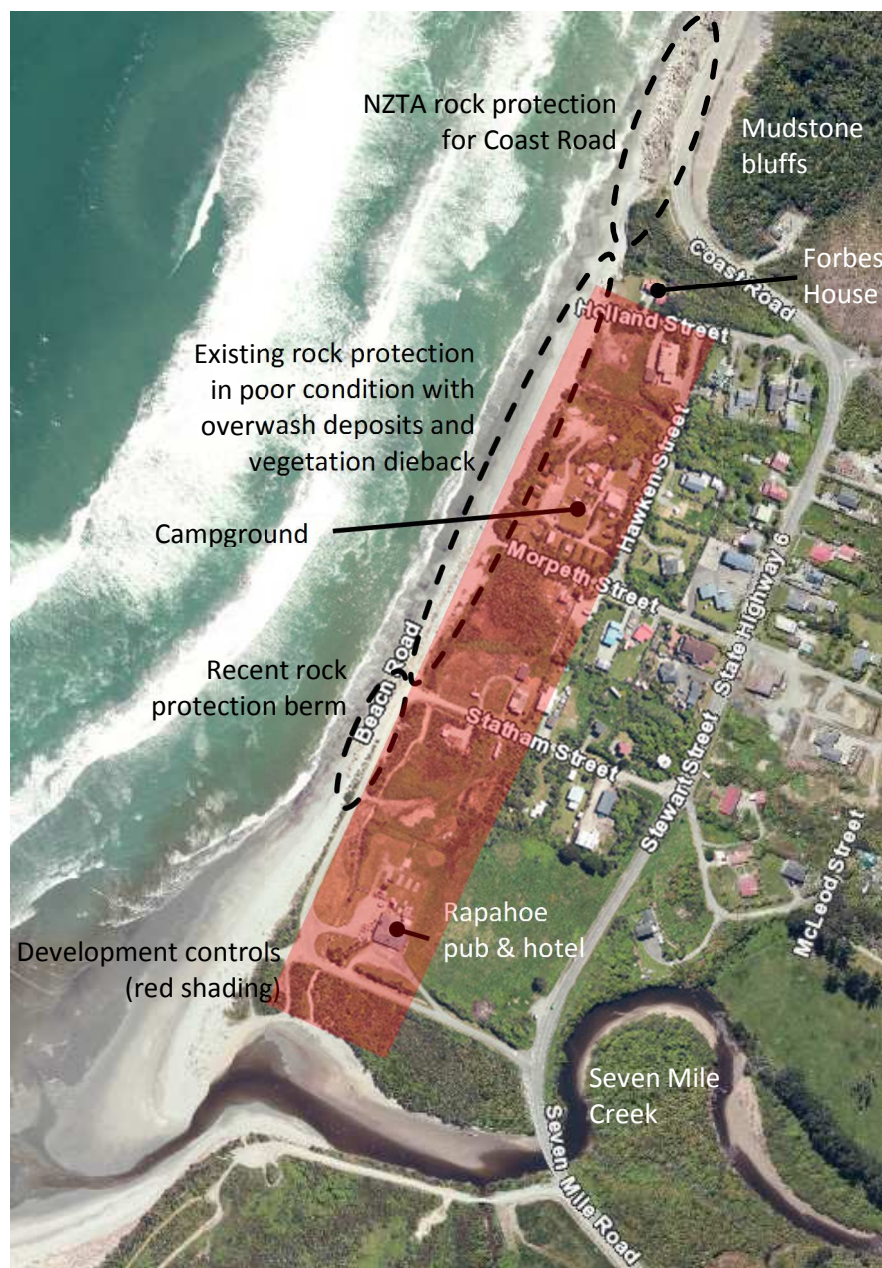 NZTA rock protection
for Coast Road
Mudstone
bluffs
Coast Road
Forbes
House
Holland Street
Existing rock protection
in poor condition with
overwash deposits and
vegetation dieback
Hawken Street
Campground
Morpeth Street
State Highway 6
Recent rock
protection berm
Beach Road
Statham Street
Stewart Street
McLeod Street
Rapahoe
pub & hotel
Development controls
(red shading)
Seven Mile
Creek
Seven Mile Road